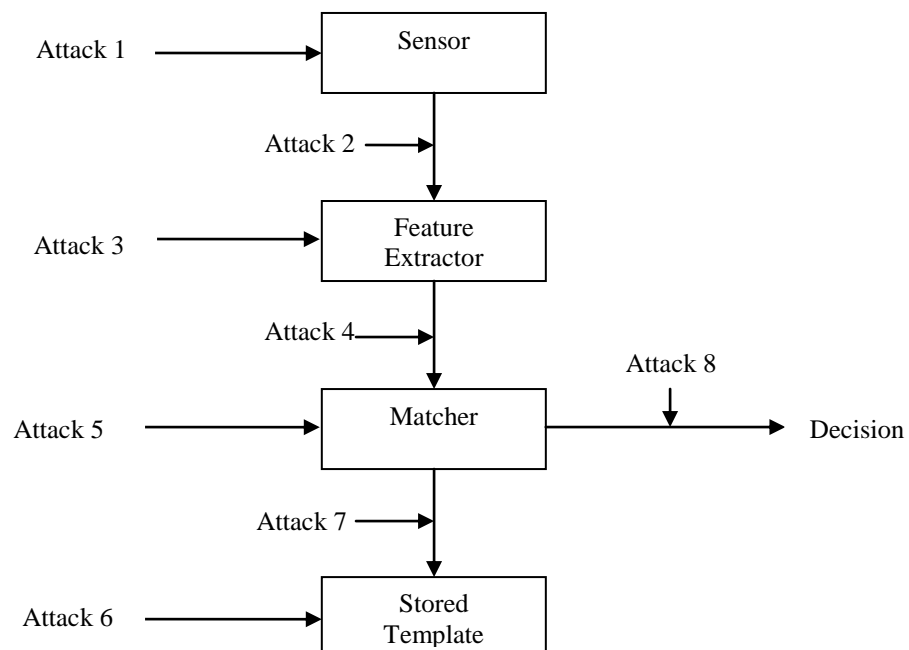 Attack 1
Sensor
Attack 2
Attack 3
Feature
Extractor
Attack 4
Attack 8
Attack 5
Matcher
Decision
Attack 7
Attack 6
Stored
Template